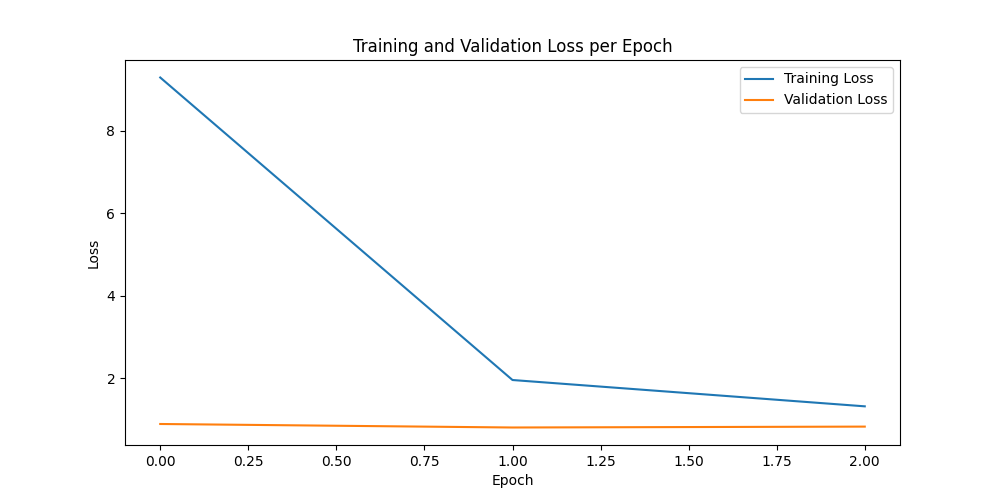 Training and Validation Loss per Epoch
Training Loss
Validation Loss
8
6
4
2
Loss
0.00 0.25 0.50 0.75 1.00 1.25 1.50 1.75 2.00
Epoch